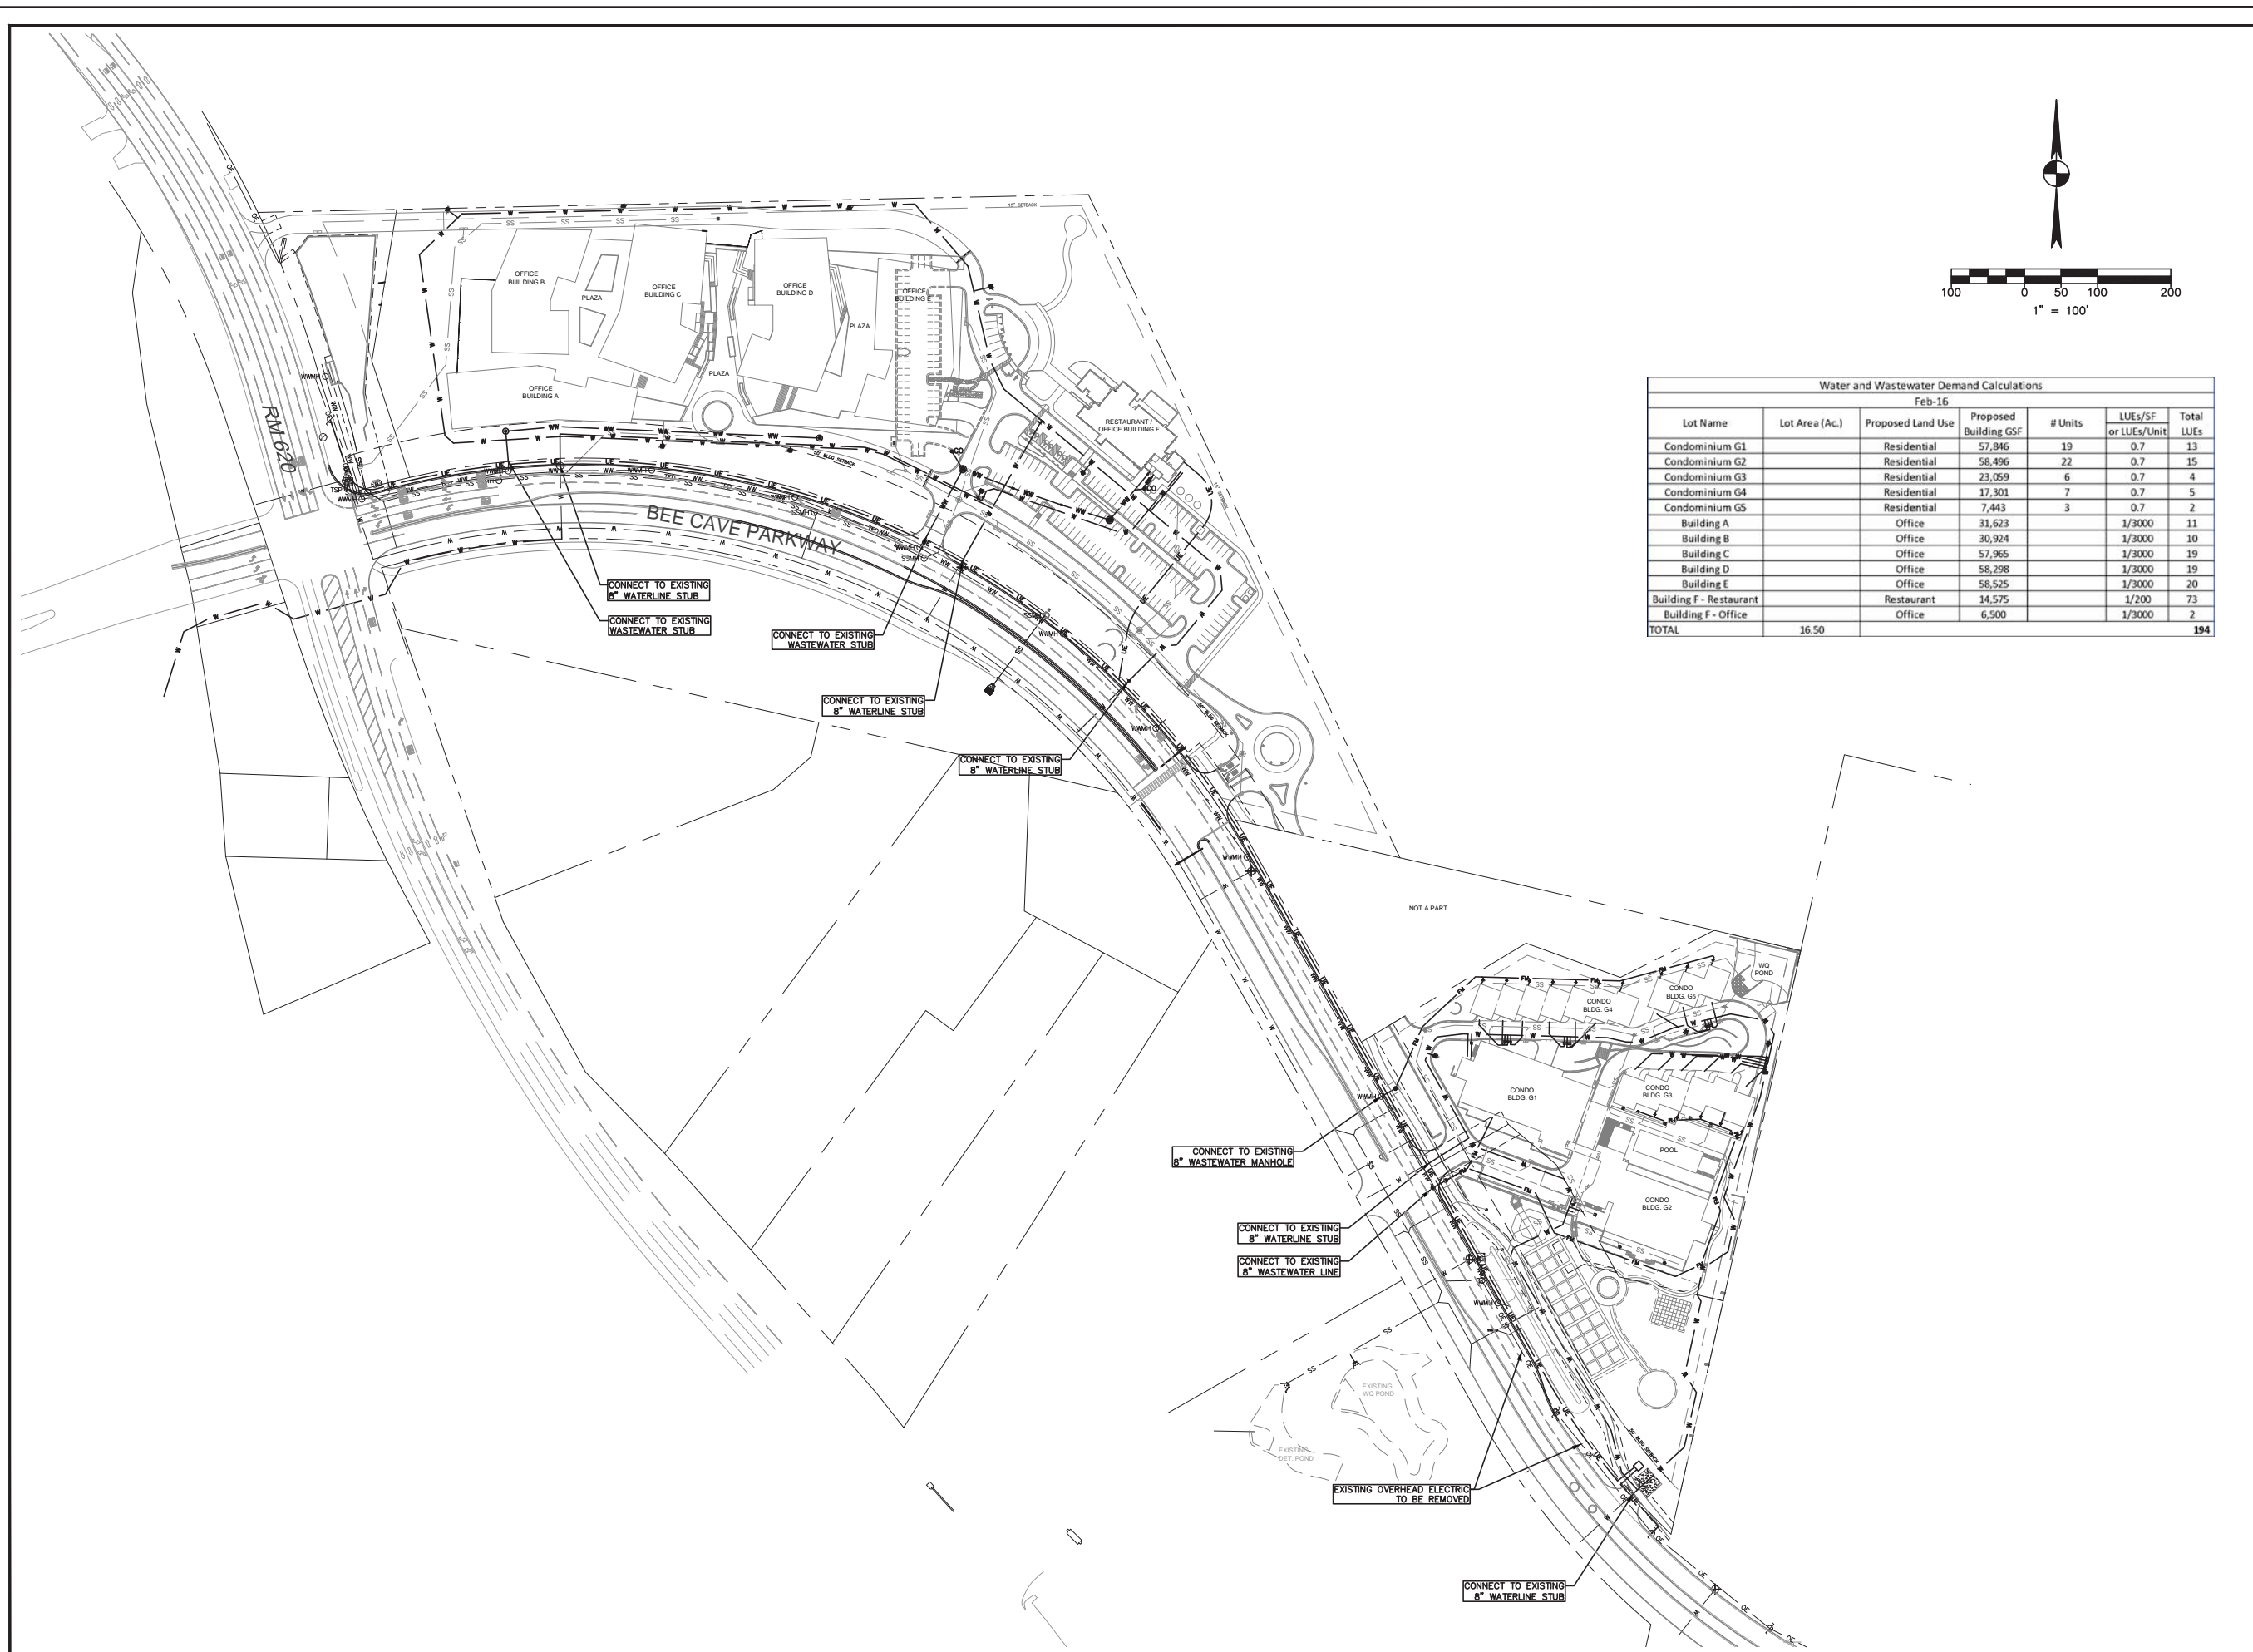 OFFICE
BUILDING B
PLAZA
OFFICE
BUILDING C
OFFICE
BUILDING D
OFFICE
BUILDING E
PLAZA
PLAZA
OFFICE
BUILDING A
RESTAURANT /
OFFICE BUILDING F
15' SETBACK
50' BLDG SETBACK
RM 620
BEE CAVE PARKWAY
100 0 50 100 200
1" = 100'
Water and Wastewater Demand Calculations
Feb-16
Lot Name Lot Area (Ac.) Proposed Land Use Proposed Building GSF # Units LUEs/SF or LUEs/Unit Total LUEs
Condominium G1 Residential 57,846 19 0.7 13
Condominium G2 Residential 58,496 22 0.7 15
Condominium G3 Residential 23,059 6 0.7 4
Condominium G4 Residential 17,301 7 0.7 5
Condominium G5 Residential 7,443 3 0.7 2
Building A Office 31,623 1/3000 11
Building B Office 30,924 1/3000 10
Building C Office 57,965 1/3000 19
Building D Office 58,298 1/3000 19
Building E Office 58,525 1/3000 20
Building F - Restaurant Restaurant 14,575 1/200 73
Building F - Office Office 6,500 1/3000 2
TOTAL 16.50 194
CONNECT TO EXISTING
8" WATERLINE STUB
CONNECT TO EXISTING
WASTEWATER STUB
CONNECT TO EXISTING
WASTEWATER STUB
CONNECT TO EXISTING
8" WATERLINE STUB
CONNECT TO EXISTING
8" WATERLINE STUB
NOT A PART
WQ
POND
CONDO
BLDG. G5
CONDO
BLDG. G4
CONDO
BLDG. G1
CONDO
BLDG. G3
POOL
CONDO
BLDG. G2
CONNECT TO EXISTING
8" WASTEWATER MANHOLE
CONNECT TO EXISTING
8" WATERLINE STUB
CONNECT TO EXISTING
8" WASTEWATER LINE
EXISTING
WQ POND
EXISTING
DET. POND
50' BLDG SETBACK
EXISTING OVERHEAD ELECTRIC
TO BE REMOVED
CONNECT TO EXISTING
8" WATERLINE STUB